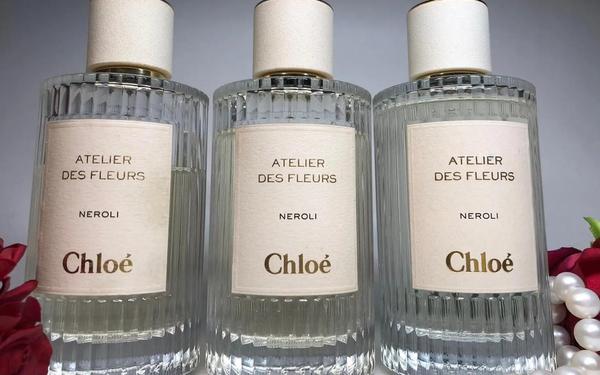 ATELIER
DES FLEURS
NEROLI
Chloé
ATELIER
DES FLEURS
NEROLI
Chloé
ATELIER
DES FLEURS
NEROLI
Chloé